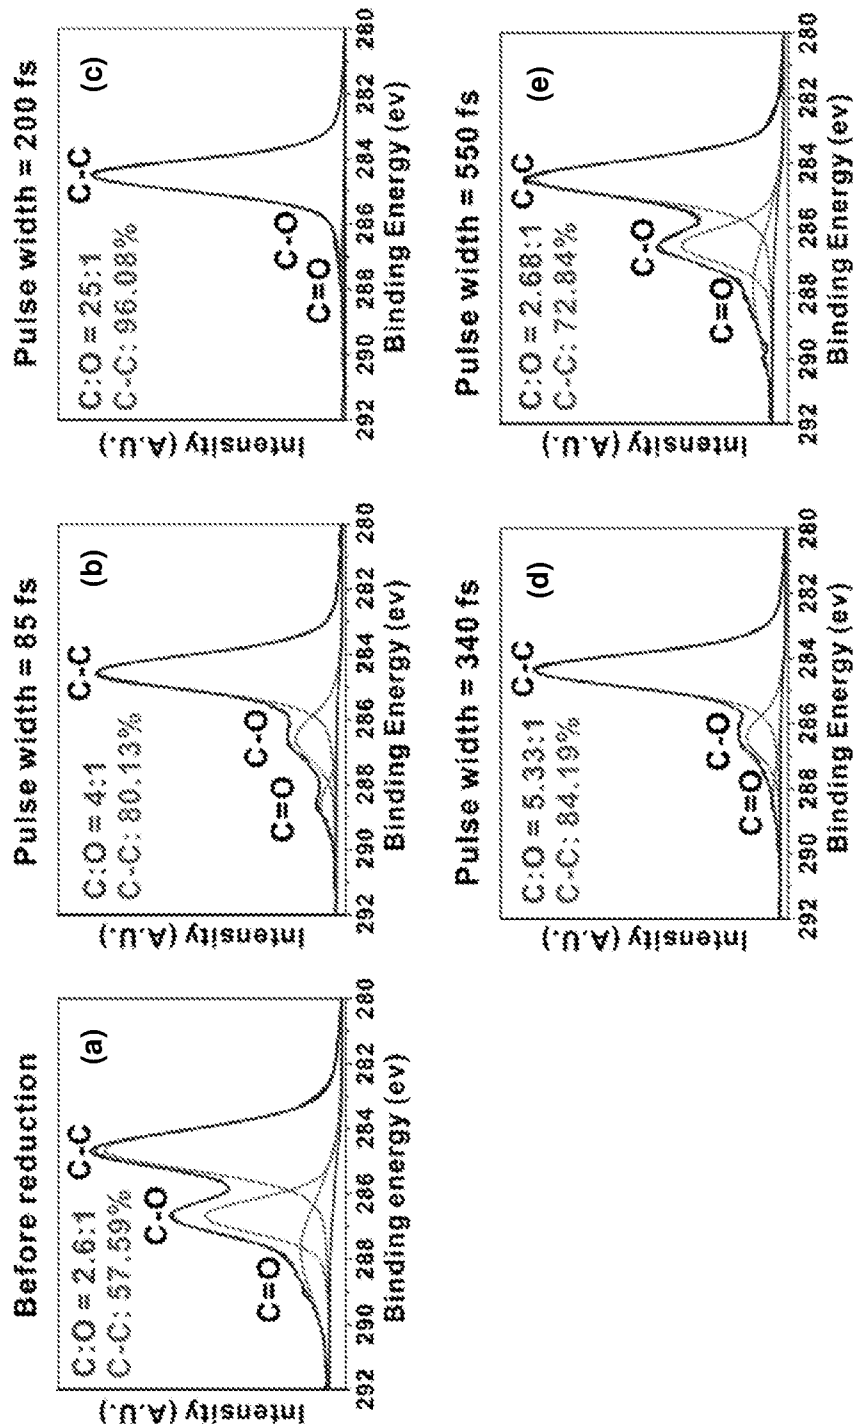 Before reduction
C:O = 2.6:1
C-C: 57.59%
C-C
C-O
C=O
(a)
Intensity (A.U.)
292 290 288 286 284 282 280
Binding energy (ev)
Pulse width = 85 fs
C:O = 4:1
C-C: 80.13%
C-C
C-O
C=O
(b)
Intensity (A.U.)
292 290 288 286 284 282 280
Binding Energy (ev)
Pulse width = 200 fs
C:O = 25:1
C-C: 96.08%
C-C
C-O
C=O
(c)
Intensity (A.U.)
292 290 288 286 284 282 280
Binding Energy (ev)
Pulse width = 340 fs
C:O = 5.33:1
C-C: 84.19%
C-C
C-O
C=O
(d)
Intensity (A.U.)
292 290 288 286 284 282 280
Binding Energy (ev)
Pulse width = 550 fs
C:O = 2.68:1
C-C: 72.84%
C-C
C-O
C=O
(e)
Intensity (A.U.)
292 290 288 286 284 282 280
Binding Energy (ev)